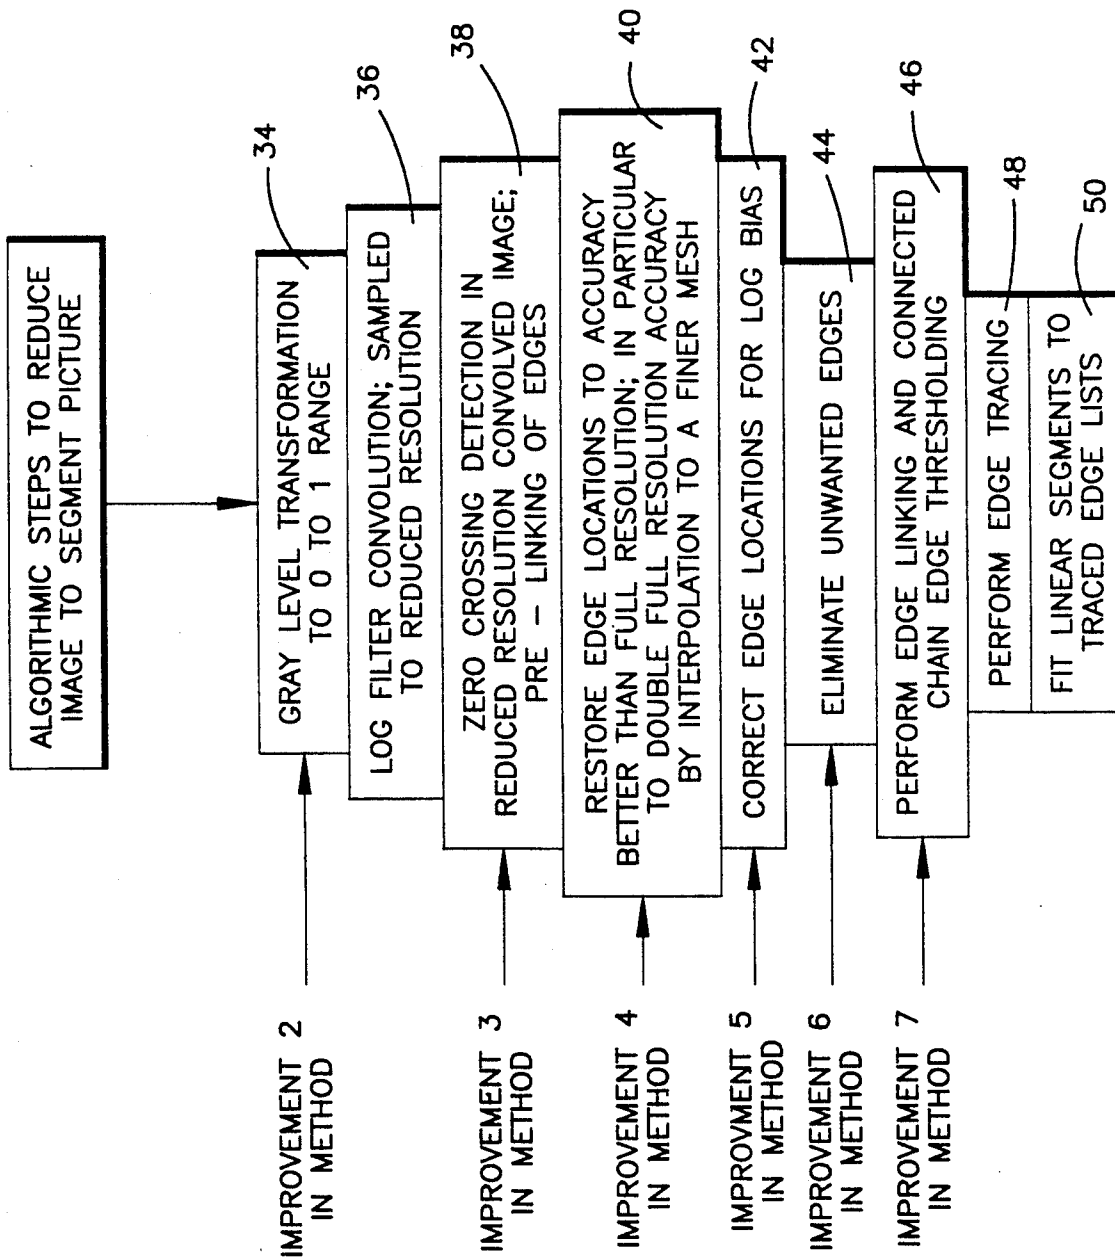 ALGORITHMIC STEPS TO REDUCE
IMAGE TO SEGMENT PICTURE
IMPROVEMENT 2
IN METHOD
GRAY LEVEL TRANSFORMATION
TO 0 TO 1 RANGE
34
LOG FILTER CONVOLUTION; SAMPLED
TO REDUCED RESOLUTION
36
IMPROVEMENT 3
IN METHOD
ZERO CROSSING DETECTION IN
REDUCED RESOLUTION CONVOLVED IMAGE;
PRE - LINKING OF EDGES
38
IMPROVEMENT 4
IN METHOD
RESTORE EDGE LOCATIONS TO ACCURACY
BETTER THAN FULL RESOLUTION; IN PARTICULAR
TO DOUBLE FULL RESOLUTION ACCURACY
BY INTERPOLATION TO A FINER MESH
40
IMPROVMENT 5
IN METHOD
CORRECT EDGE LOCATIONS FOR LOG BIAS
42
IMPROVEMENT 6
IN METHOD
ELIMINATE UNWANTED EDGES
44
IMPROVEMENT 7
IN METHOD
PERFORM EDGE LINKING AND CONNECTED
CHAIN EDGE THRESHOLDING
46
PERFORM EDGE TRACING
48
FIT LINEAR SEGMENTS TO
TRACED EDGE LISTS
50